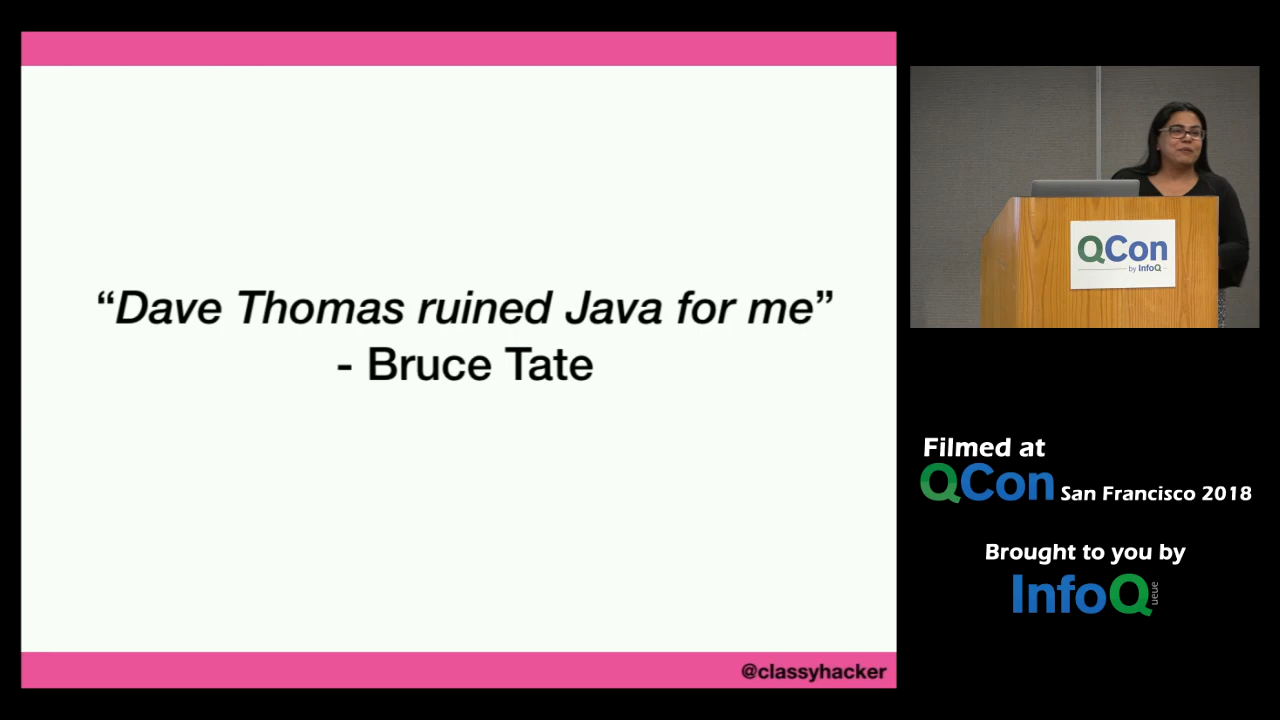 “Dave Thomas ruined Java for me”
- Bruce Tate
@classyhacker
QCon
by InfoQ
Filmed at
QCon San Francisco 2018
Brought to you by
InfoQ
ueue